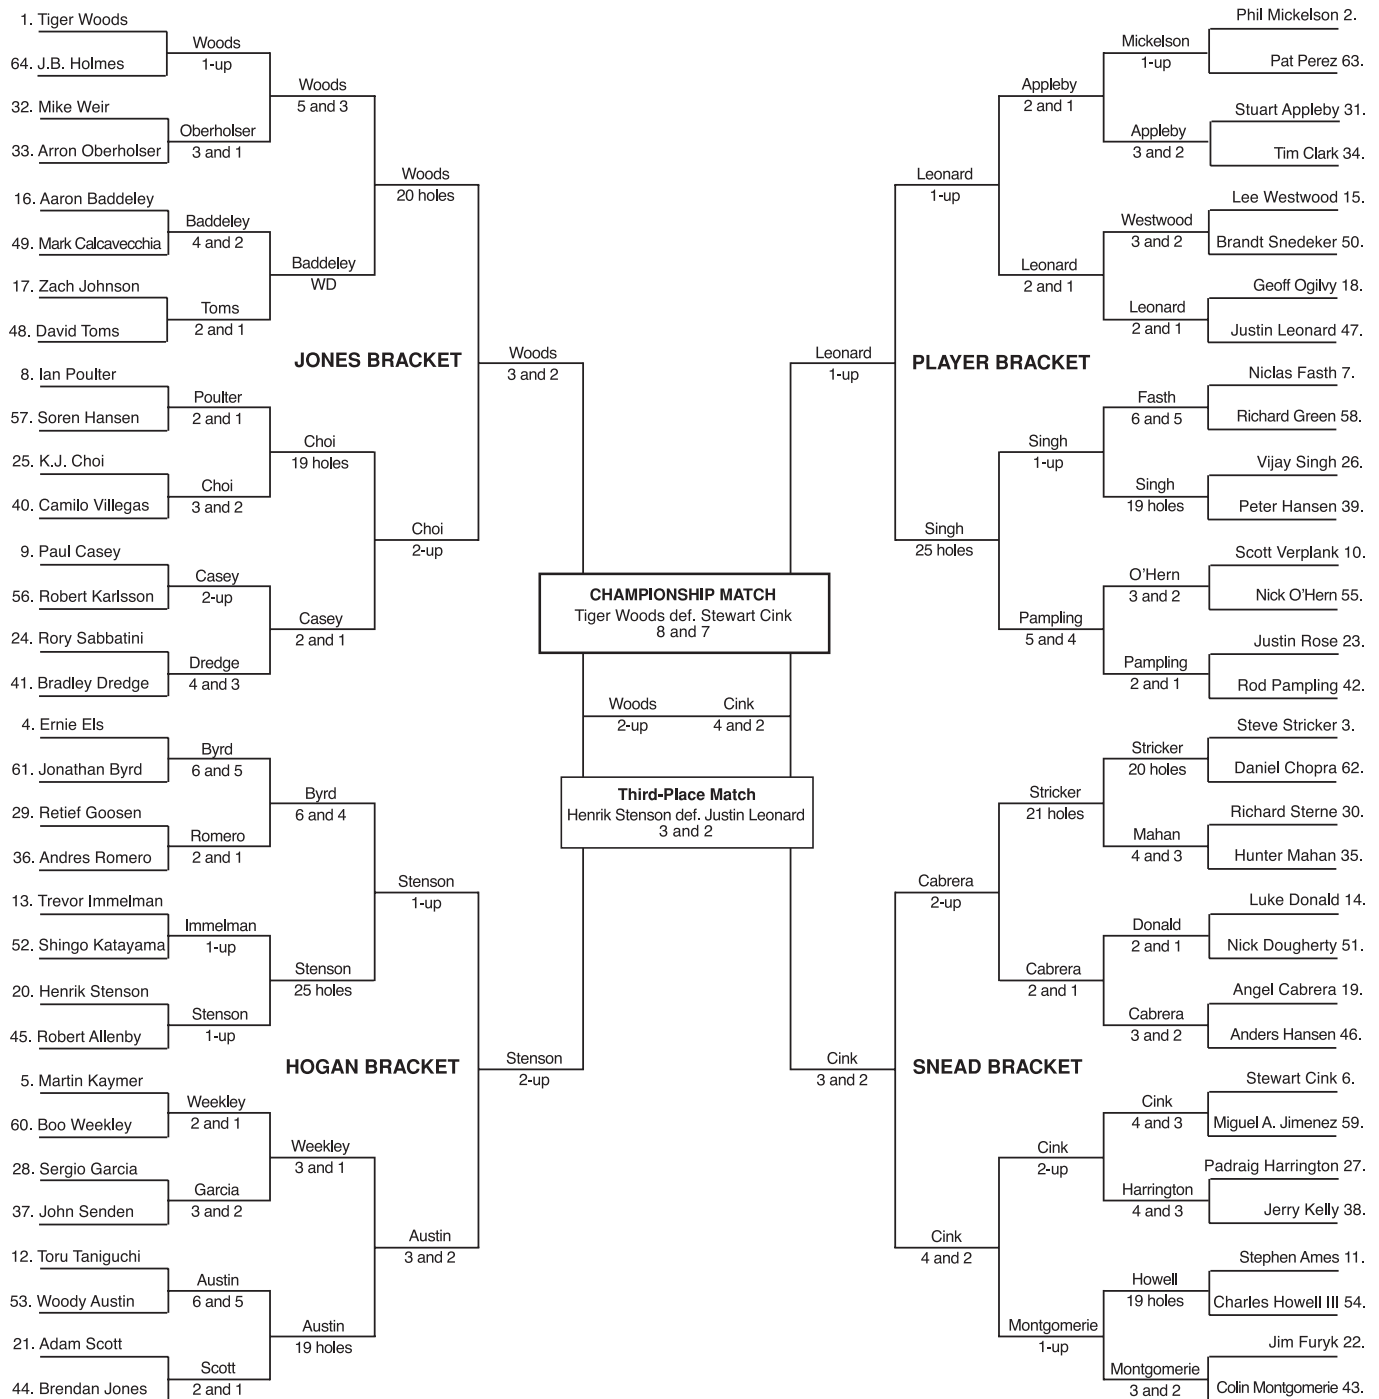 1. Tiger Woods
64. J.B. Holmes
32. Mike Weir
33. Arron Oberholser
16. Aaron Baddeley
49. Mark Calcavecchia
17. Zach Johnson
48. David Toms
8. Ian Poulter
57. Soren Hansen
25. K.J. Choi
40. Camilo Villegas
9. Paul Casey
56. Robert Karlsson
24. Rory Sabbatini
41. Bradley Dredge
Woods
1-up
Oberholser
3 and 1
Baddeley
4 and 2
Toms
2 and 1
Poulter
2 and 1
Choi
3 and 2
Casey
2-up
Dredge
4 and 3
Woods
5 and 3
Baddeley
WD
Choi
19 holes
Casey
2 and 1
Woods
20 holes
Choi
2-up
JONES BRACKET
Woods
3 and 2
4. Ernie Els
61. Jonathan Byrd
29. Retief Goosen
36. Andres Romero
13. Trevor Immelman
52. Shingo Katayama
20. Henrik Stenson
45. Robert Allenby
5. Martin Kaymer
60. Boo Weekley
28. Sergio Garcia
37. John Senden
12. Toru Taniguchi
53. Woody Austin
21. Adam Scott
44. Brendan Jones
Byrd
6 and 5
Romero
2 and 1
Immelman
1-up
Stenson
1-up
Weekley
2 and 1
Garcia
3 and 2
Austin
6 and 5
Scott
2 and 1
Byrd
6 and 4
Stenson
25 holes
Weekley
3 and 1
Austin
19 holes
Stenson
1-up
Austin
3 and 2
HOGAN BRACKET
Stenson
2-up
CHAMPIONSHIP MATCH
Tiger Woods def. Stewart Cink
8 and 7
Woods
2-up
Cink
4 and 2
Third-Place Match
Henrik Stenson def. Justin Leonard
3 and 2
Phil Mickelson 2.
Pat Perez 63.
Stuart Appleby 31.
Tim Clark 34.
Lee Westwood 15.
Brandt Snedeker 50.
Geoff Ogilvy 18.
Justin Leonard 47.
Niclas Fasth 7.
Richard Green 58.
Vijay Singh 26.
Peter Hansen 39.
Scott Verplank 10.
Nick O'Hern 55.
Justin Rose 23.
Rod Pampling 42.
Mickelson
1-up
Appleby
3 and 2
Westwood
3 and 2
Leonard
2 and 1
Fasth
6 and 5
Singh
19 holes
O'Hern
3 and 2
Pampling
2 and 1
Appleby
2 and 1
Leonard
2 and 1
Singh
1-up
Pampling
5 and 4
Leonard
1-up
Singh
25 holes
PLAYER BRACKET
Leonard
1-up
Steve Stricker 3.
Daniel Chopra 62.
Richard Sterne 30.
Hunter Mahan 35.
Luke Donald 14.
Nick Dougherty 51.
Angel Cabrera 19.
Anders Hansen 46.
Stewart Cink 6.
Miguel A. Jimenez 59.
Padraig Harrington 27.
Jerry Kelly 38.
Stephen Ames 11.
Charles Howell III 54.
Jim Furyk 22.
Colin Montgomerie 43.
Stricker
20 holes
Mahan
4 and 3
Donald
2 and 1
Cabrera
3 and 2
Cink
4 and 3
Harrington
4 and 3
Howell
19 holes
Montgomerie
3 and 2
Stricker
21 holes
Cabrera
2 and 1
Cink
2-up
Montgomerie
1-up
Cabrera
2-up
Cink
4 and 2
SNEAD BRACKET
Cink
3 and 2